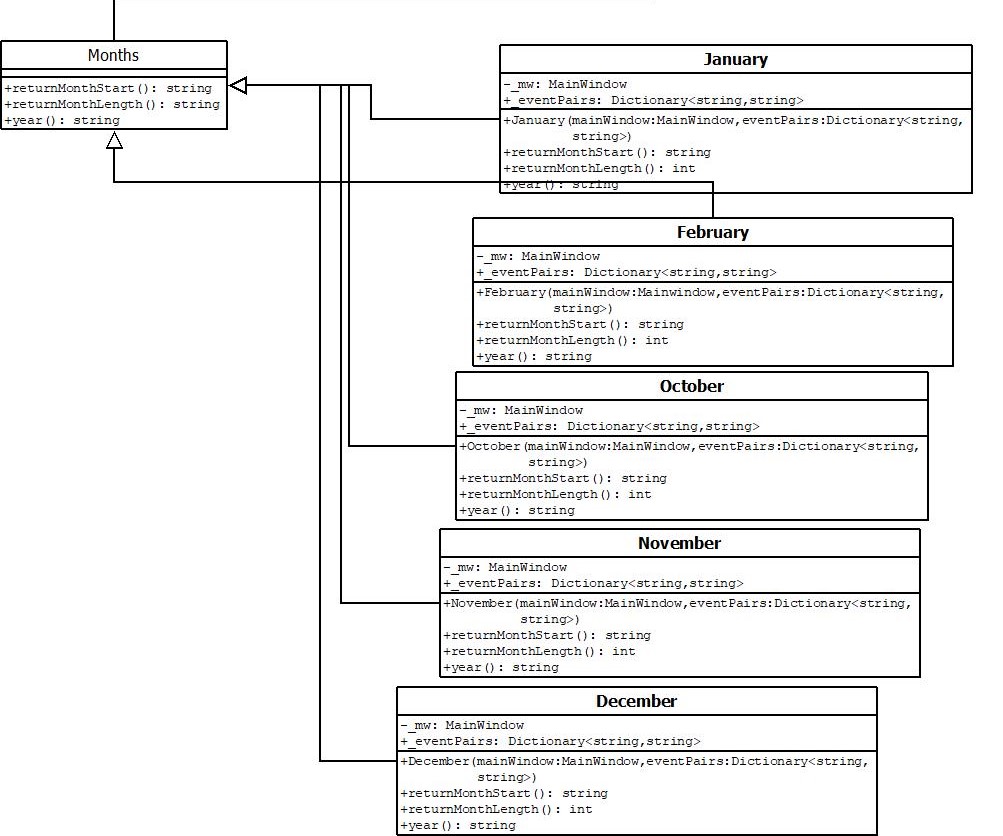 Months
+returnMonthStart(): string
+returnMonthLength(): string
+year(): string
January
-_mw: MainWindow
+_eventPairs: Dictionary<string,string>
+January(mainWindow:MainWindow,eventPairs:Dictionary<string,
string>)
+returnMonthStart(): string
+returnMonthLength(): int
+year(): string
February
-_mw: MainWindow
+_eventPairs: Dictionary<string,string>
+February(mainWindow:Mainwindow,eventPairs:Dictionary<string,
string>)
+returnMonthStart(): string
+returnMonthLength(): int
+year(): string
October
-_mw: MainWindow
+_eventPairs: Dictionary<string,string>
+October(mainWindow:MainWindow,eventPairs:Dictionary<string,
string>)
+returnMonthStart(): string
+returnMonthLength(): int
+year(): string
November
-_mw: MainWindow
+_eventPairs: Dictionary<string,string>
+November(mainWindow:MainWindow,eventPairs:Dictionary<string,
string>)
+returnMonthStart(): string
+returnMonthLength(): int
+year(): string
December
-_mw: MainWindow
+_eventPairs: Dictionary<string,string>
+December(mainWindow:MainWindow,eventPairs:Dictionary<string,
string>)
+returnMonthStart(): string
+returnMonthLength(): int
+year(): string